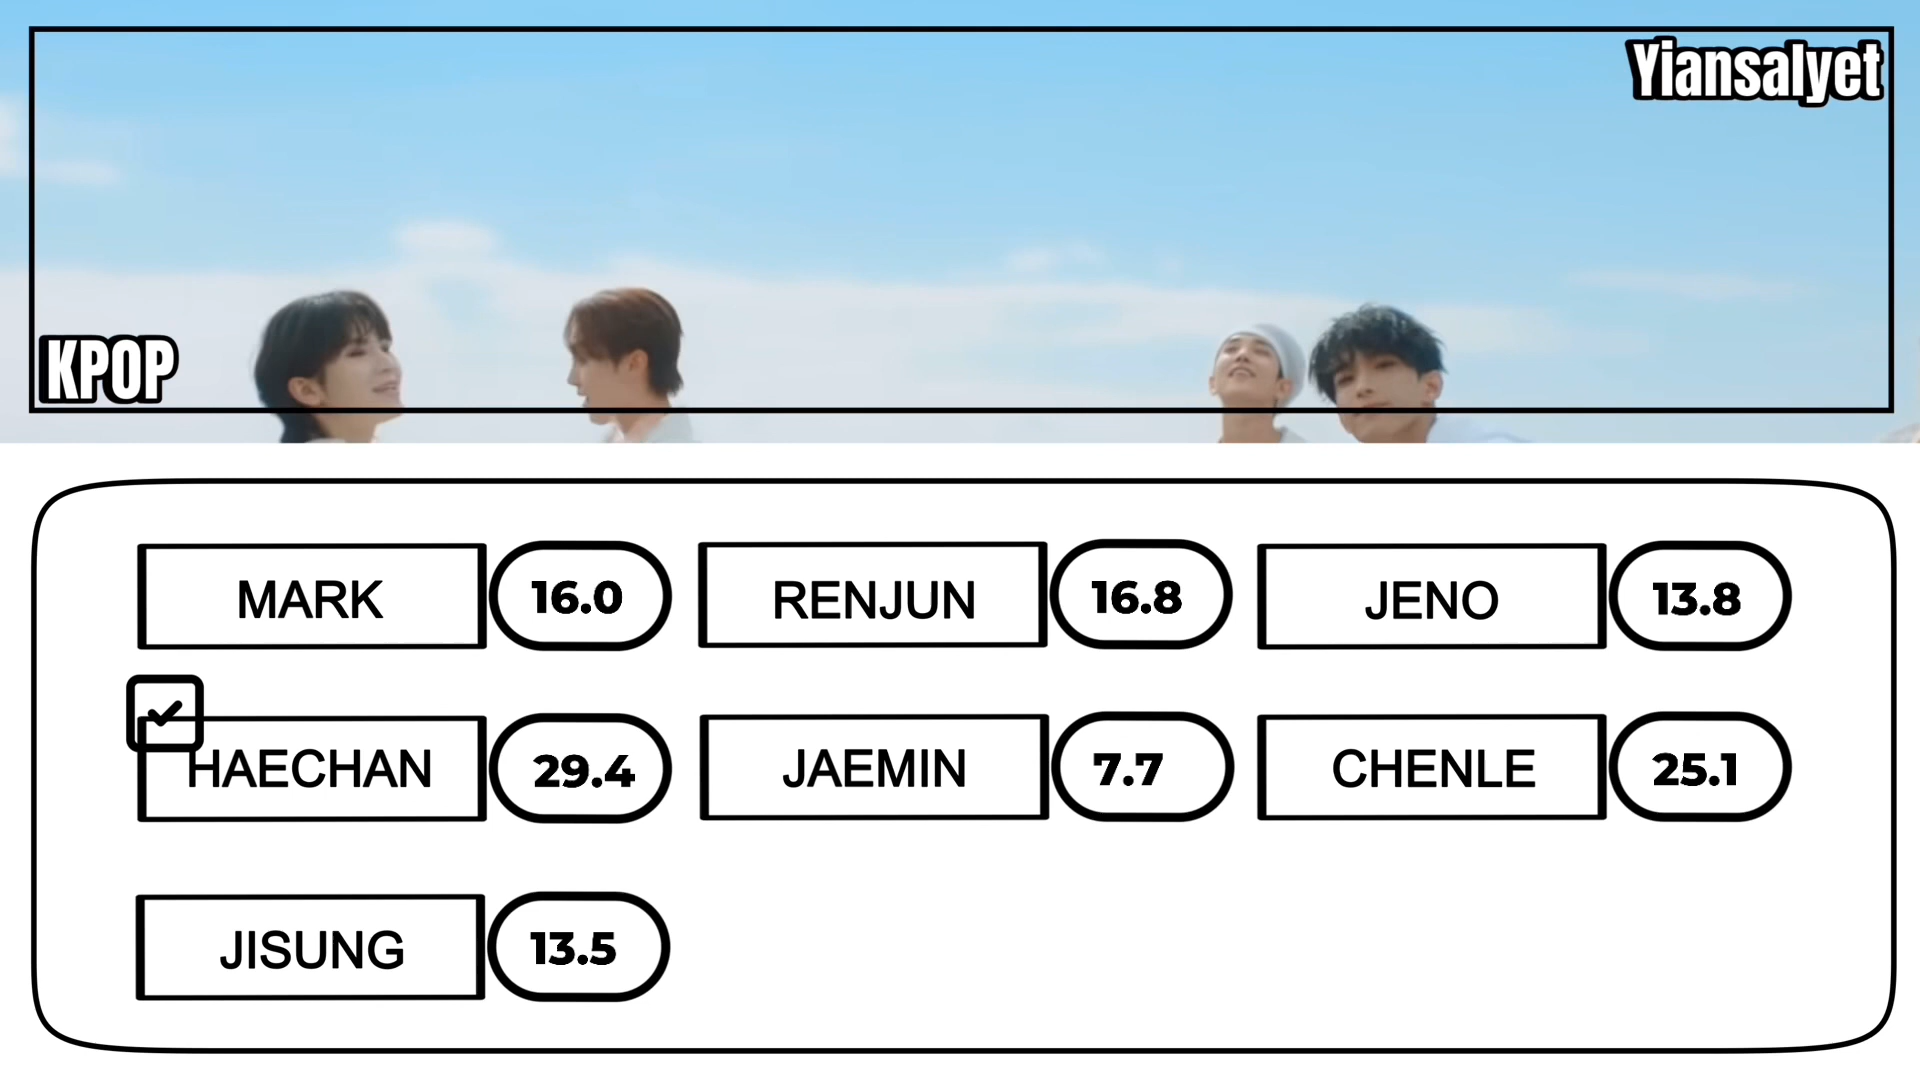 Yiansalyet
KPOP
MARK 16.0 RENJUN 16.8 JENO 13.8
HAECHAN 29.4 JAEMIN 7.7 CHENLE 25.1
JISUNG 13.5